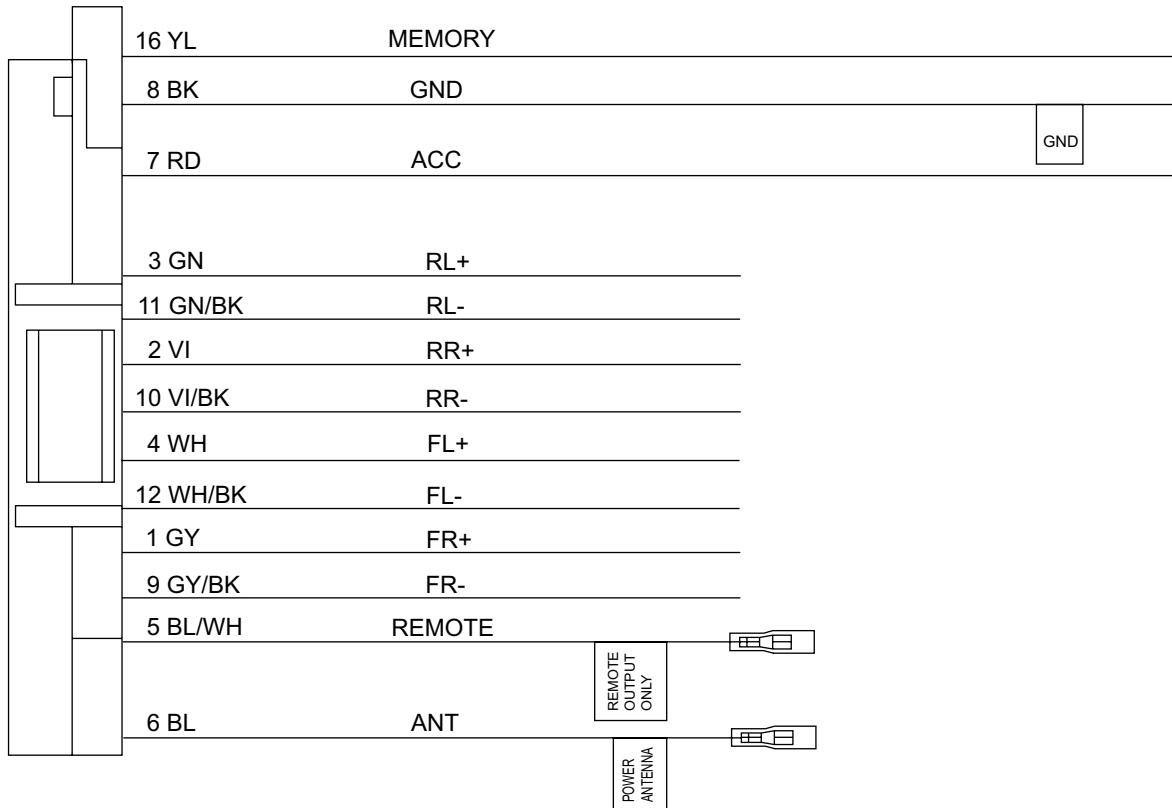 16 YL MEMORY
8 BK GND
GND
7 RD ACC
3 GN RL+
11 GN/BK RL-
2 VI RR+
10 VI/BK RR-
4 WH FL+
12 WH/BK FL-
1 GY FR+
9 GY/BK FR-
5 BL/WH REMOTE
REMOTE
OUTPUT
ONLY
6 BL ANT
POWER
ANTENNA